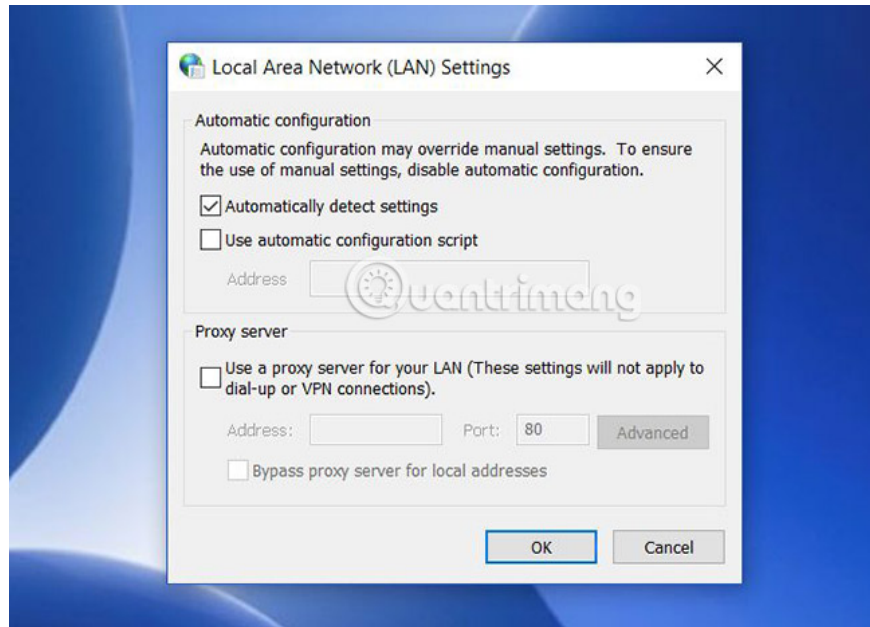 Local Area Network (LAN) Settings
Automatic configuration
Automatic configuration may override manual settings. To ensure
the use of manual settings, disable automatic configuration.
Automatically detect settings
Use automatic configuration script
Address
Quantrimang
Proxy server
Use a proxy server for your LAN (These settings will not apply to
dial-up or VPN connections).
Address: Port: 80 Advanced
Bypass proxy server for local addresses
OK Cancel